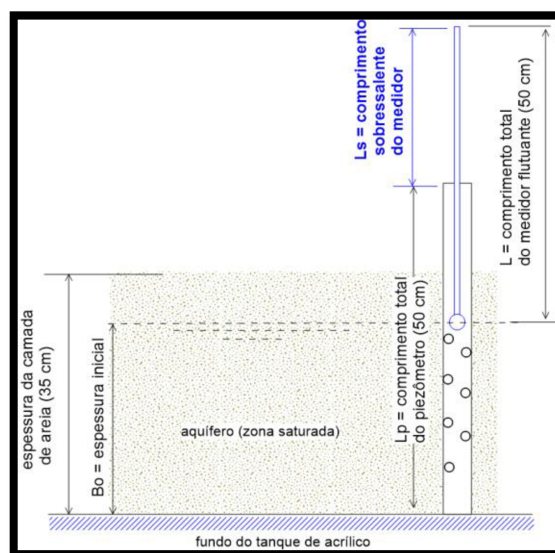 Ls = comprimento
sobressalente
do medidor
L = comprimento total
do medidor flutuante (50 cm)
espessura da camada
de areia (35 cm)
Bo = espessura inicial
aquífero (zona saturada)
Lp = comprimento total
do piezômetro (50 cm)
fundo do tanque de acrílico